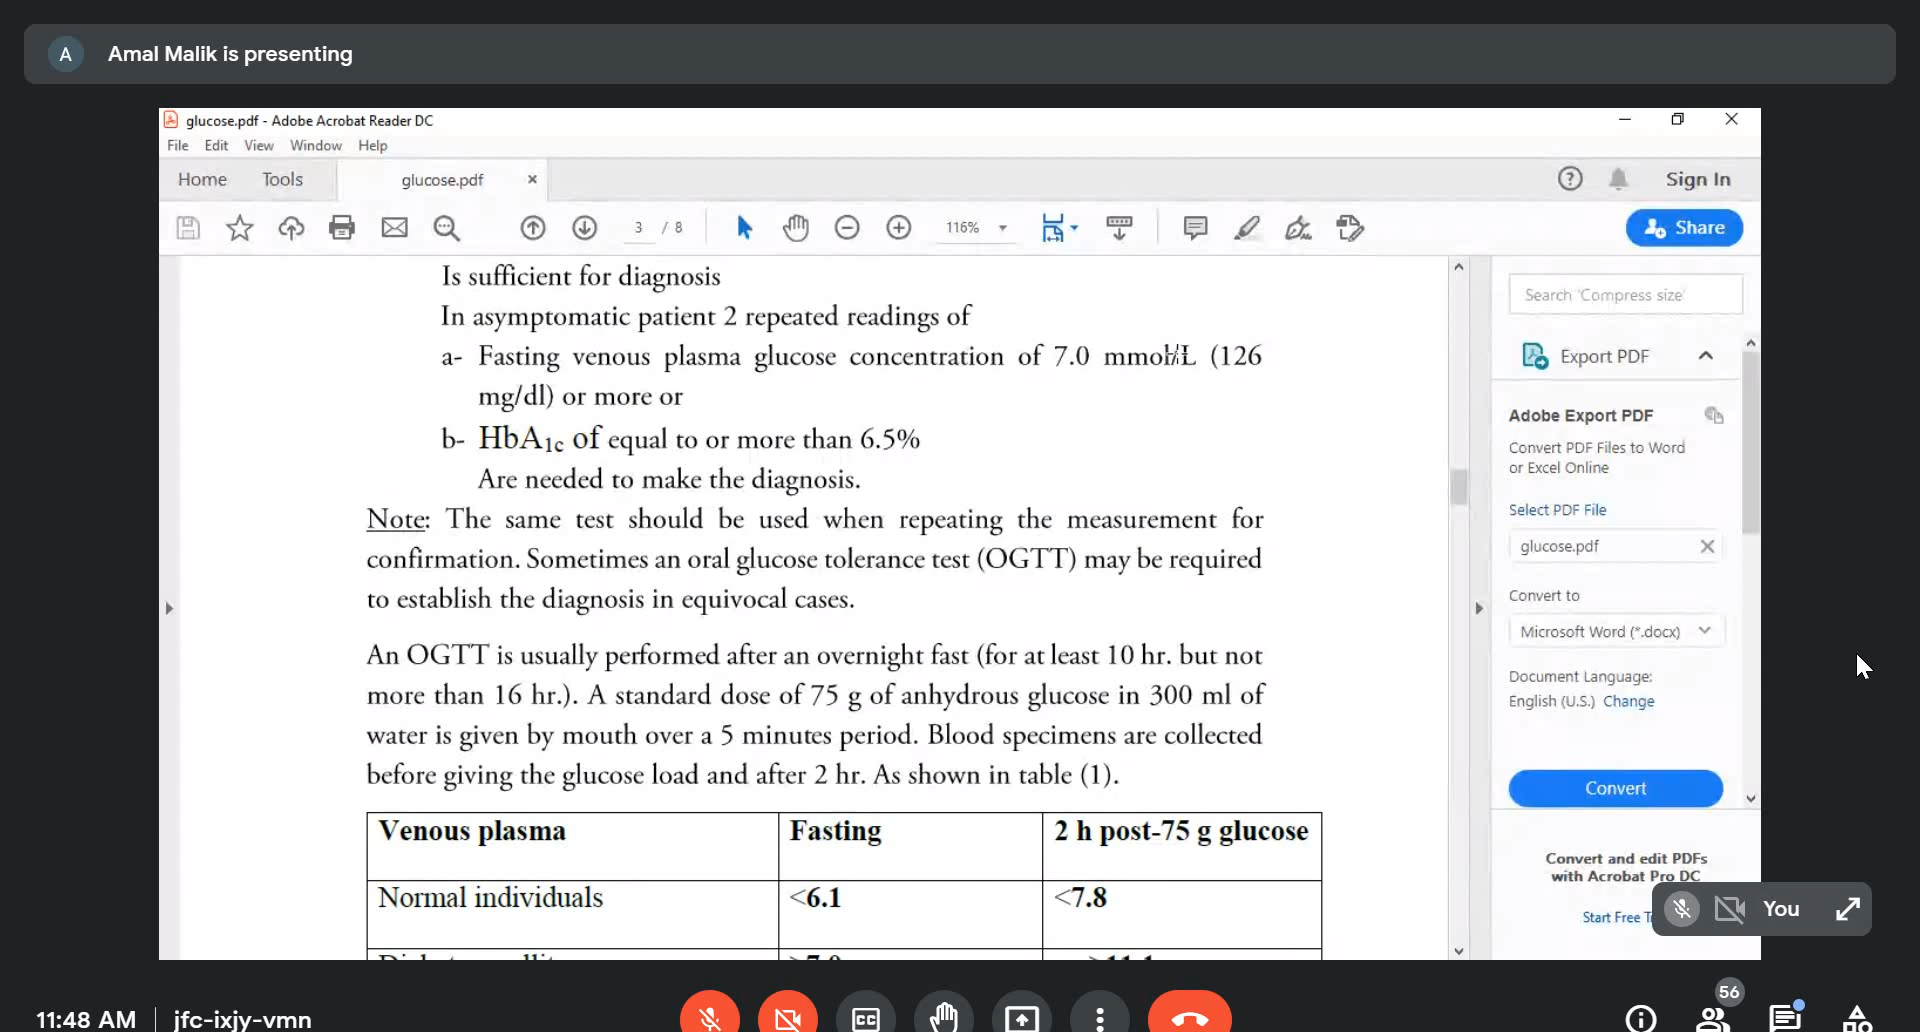 A Amal Malik is presenting
glucose.pdf - Adobe Acrobat Reader DC
File Edit View Window Help
Home Tools glucose.pdf × Sign In
3 / 8 116% Share
Is sufficient for diagnosis
In asymptomatic patient 2 repeated readings of
a- Fasting venous plasma glucose concentration of 7.0 mmol/L (126
mg/dl) or more or
b- HbA1c of equal to or more than 6.5%
Are needed to make the diagnosis.
Note: The same test should be used when repeating the measurement for
confirmation. Sometimes an oral glucose tolerance test (OGTT) may be required
to establish the diagnosis in equivocal cases.
An OGTT is usually performed after an overnight fast (for at least 10 hr. but not
more than 16 hr.). A standard dose of 75 g of anhydrous glucose in 300 ml of
water is given by mouth over a 5 minutes period. Blood specimens are collected
before giving the glucose load and after 2 hr. As shown in table (1).
Venous plasma Fasting 2 h post-75 g glucose
Normal individuals <6.1 <7.8
Search 'Compress size'
Export PDF
Adobe Export PDF
Convert PDF Files to Word
or Excel Online
Select PDF File
glucose.pdf
Convert to
Microsoft Word (*.docx)
Document Language:
English (U.S.) Change
Convert
Convert and edit PDFs
with Acrobat Pro DC
Start Free
You
11:48 AM jfc-ixjy-vmn
CC
56